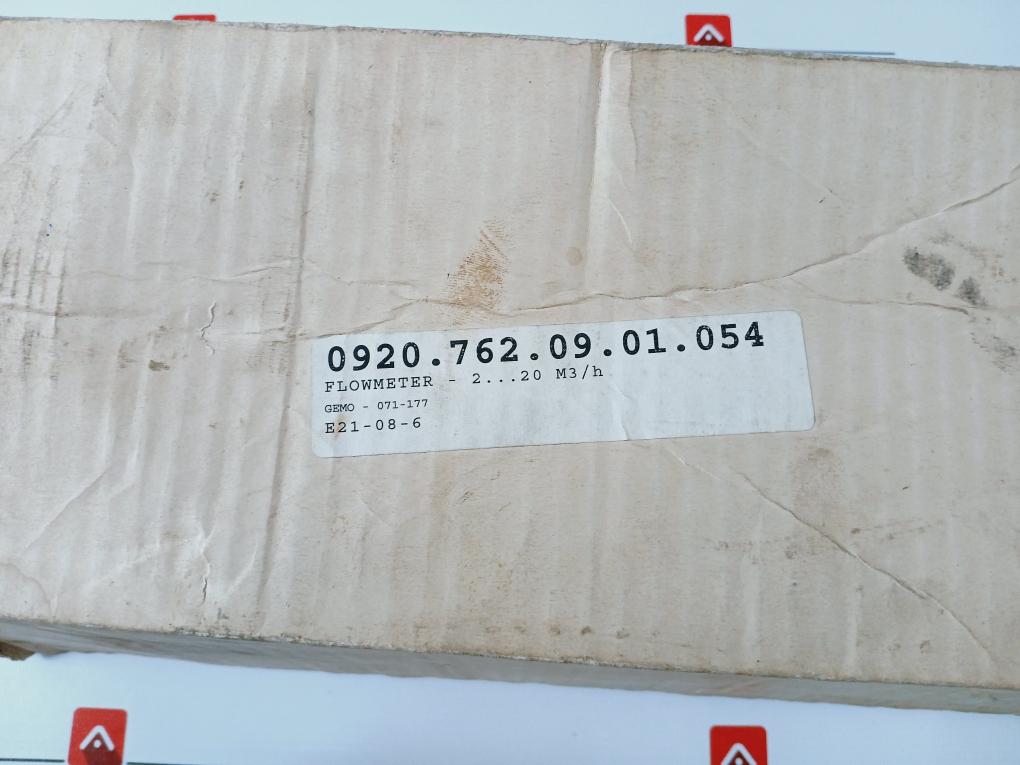 0920.762.09.01.054
FLOWMETER - 2...20 M3/h
GEMO - 071-177
E21-08-6